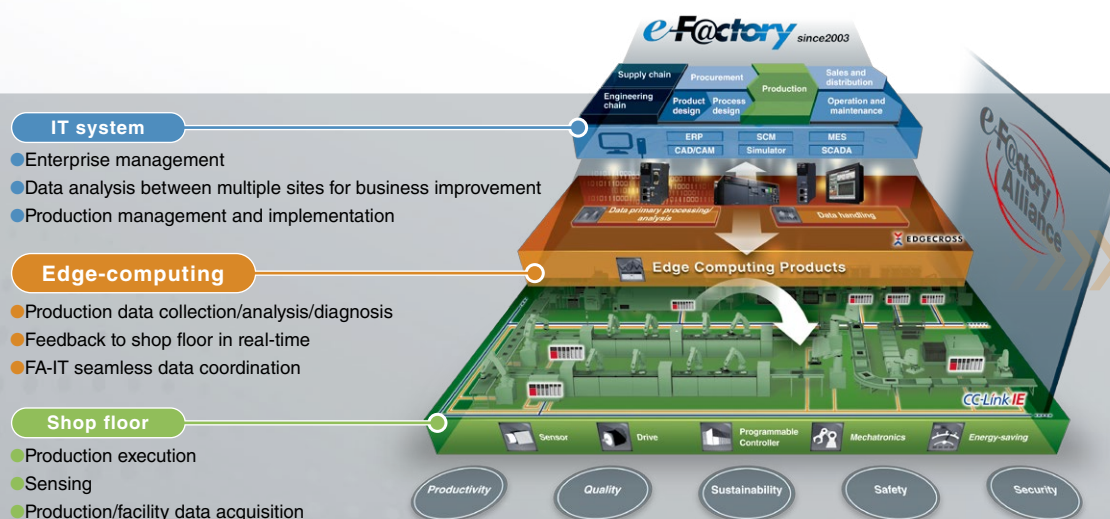 e-F@ctory since2003
Supply chain
Procurement
Production
Sales and
distribution
Engineering
chain
Product
design
Process
design
Operation and
maintenance
ERP
SCM
MES
CAD/CAM
Simulator
SCADA
IT system
●Enterprise management
●Data analysis between multiple sites for business improvement
●Production management and implementation
Data primary processing/
analysis
Data handling
EDGECROSS
Edge Computing Products
Edge-computing
●Production data collection/analysis/diagnosis
●Feedback to shop floor in real-time
●FA-IT seamless data coordination
e-F@ctory
Alliance
CC-Link IE
Shop floor
●Production execution
●Sensing
●Production/facility data acquisition
Sensor
Drive
Programmable
Controller
Mechatronics
Energy-saving
Productivity
Quality
Sustainability
Safety
Security